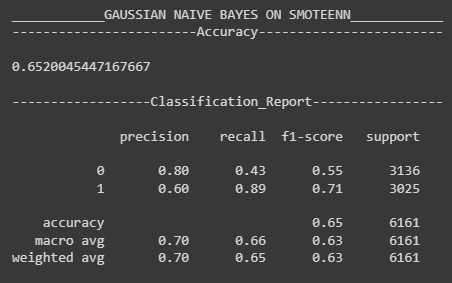 ____________GAUSSIAN NAIVE BAYES ON SMOTEENN____________
------------------------Accuracy------------------------
0.6520045447167667
------------------Classification_Report-----------------
precision recall f1-score support
0 0.80 0.43 0.55 3136
1 0.60 0.89 0.71 3025
accuracy 0.65 6161
macro avg 0.70 0.66 0.63 6161
weighted avg 0.70 0.65 0.63 6161